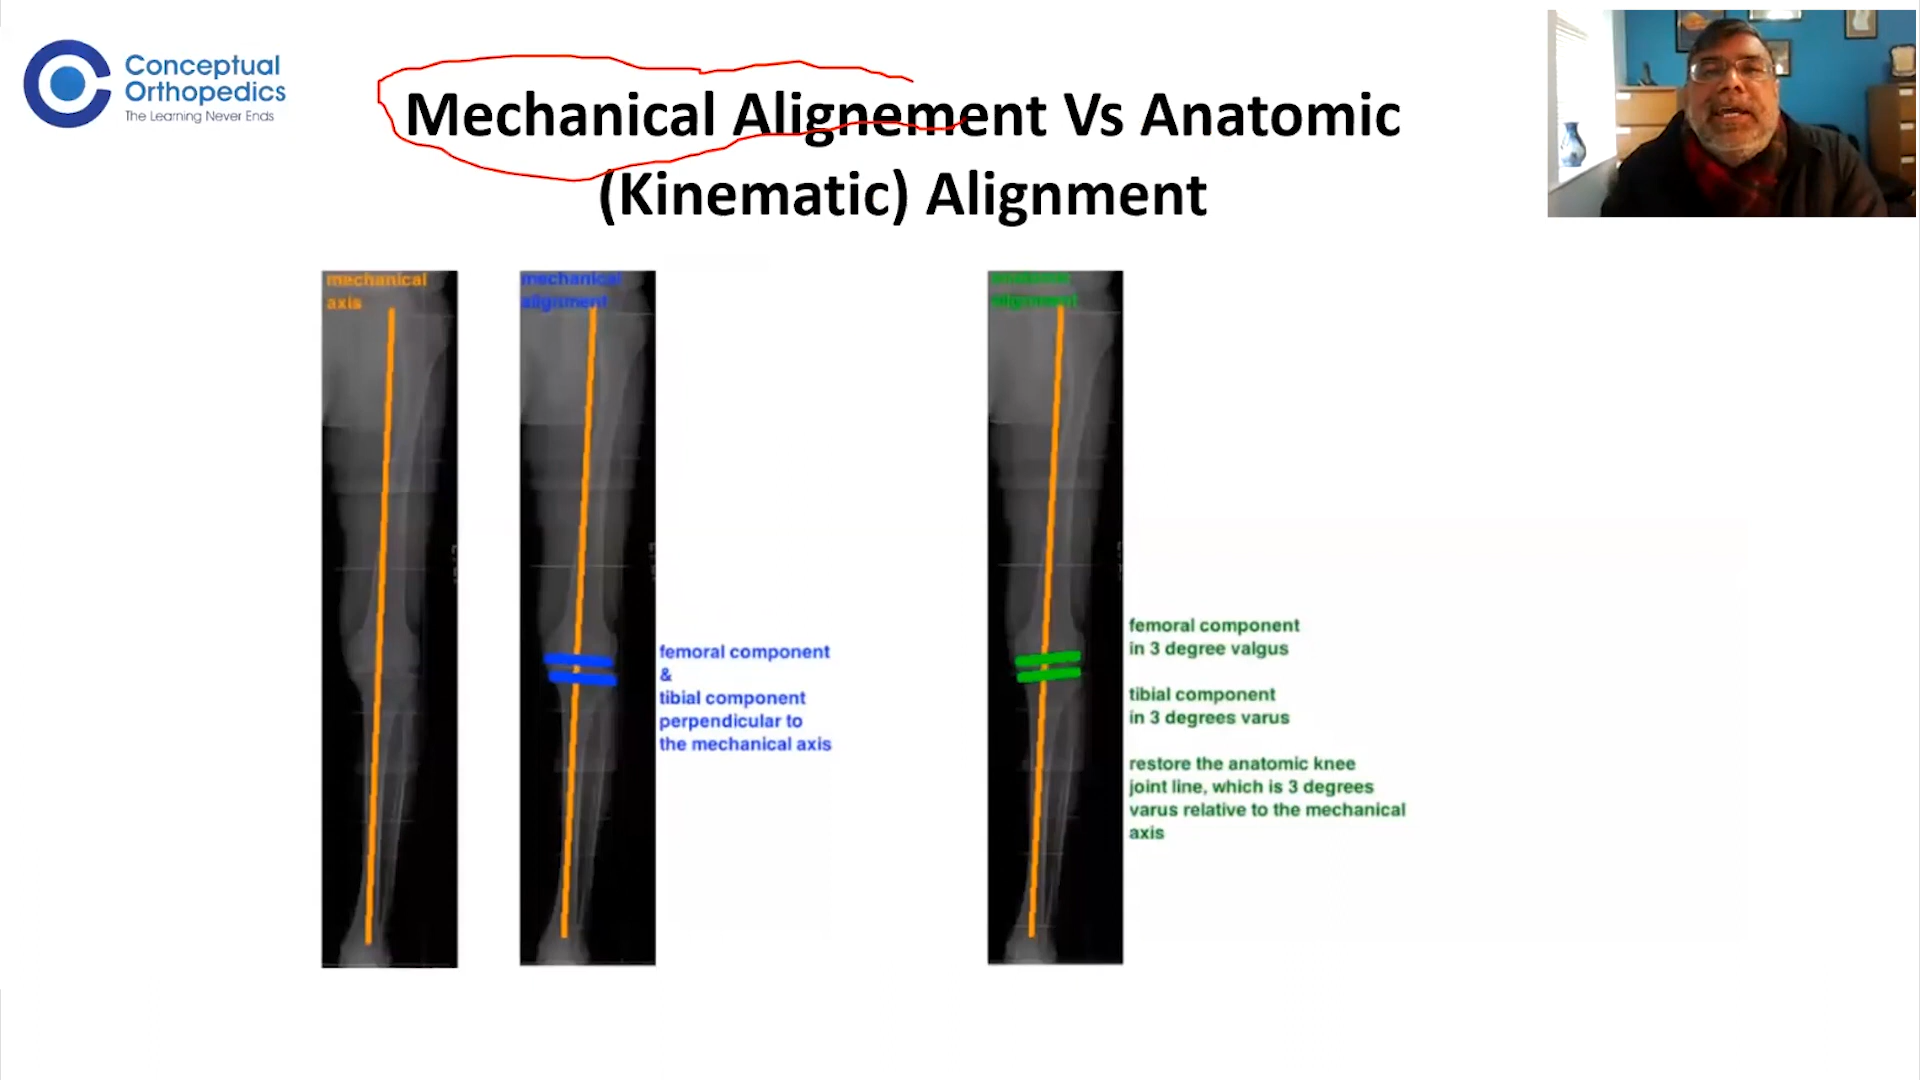 Conceptual
Orthopedics
The Learning Never Ends
Mechanical Alignement Vs Anatomic
(Kinematic) Alignment
mechanical
axis
mechanical
alignment
femoral component
&
tibial component
perpendicular to
the mechanical axis
alignment
femoral component
in 3 degree valgus
tibial component
in 3 degrees varus
restore the anatomic knee
joint line, which is 3 degrees
varus relative to the mechanical
axis